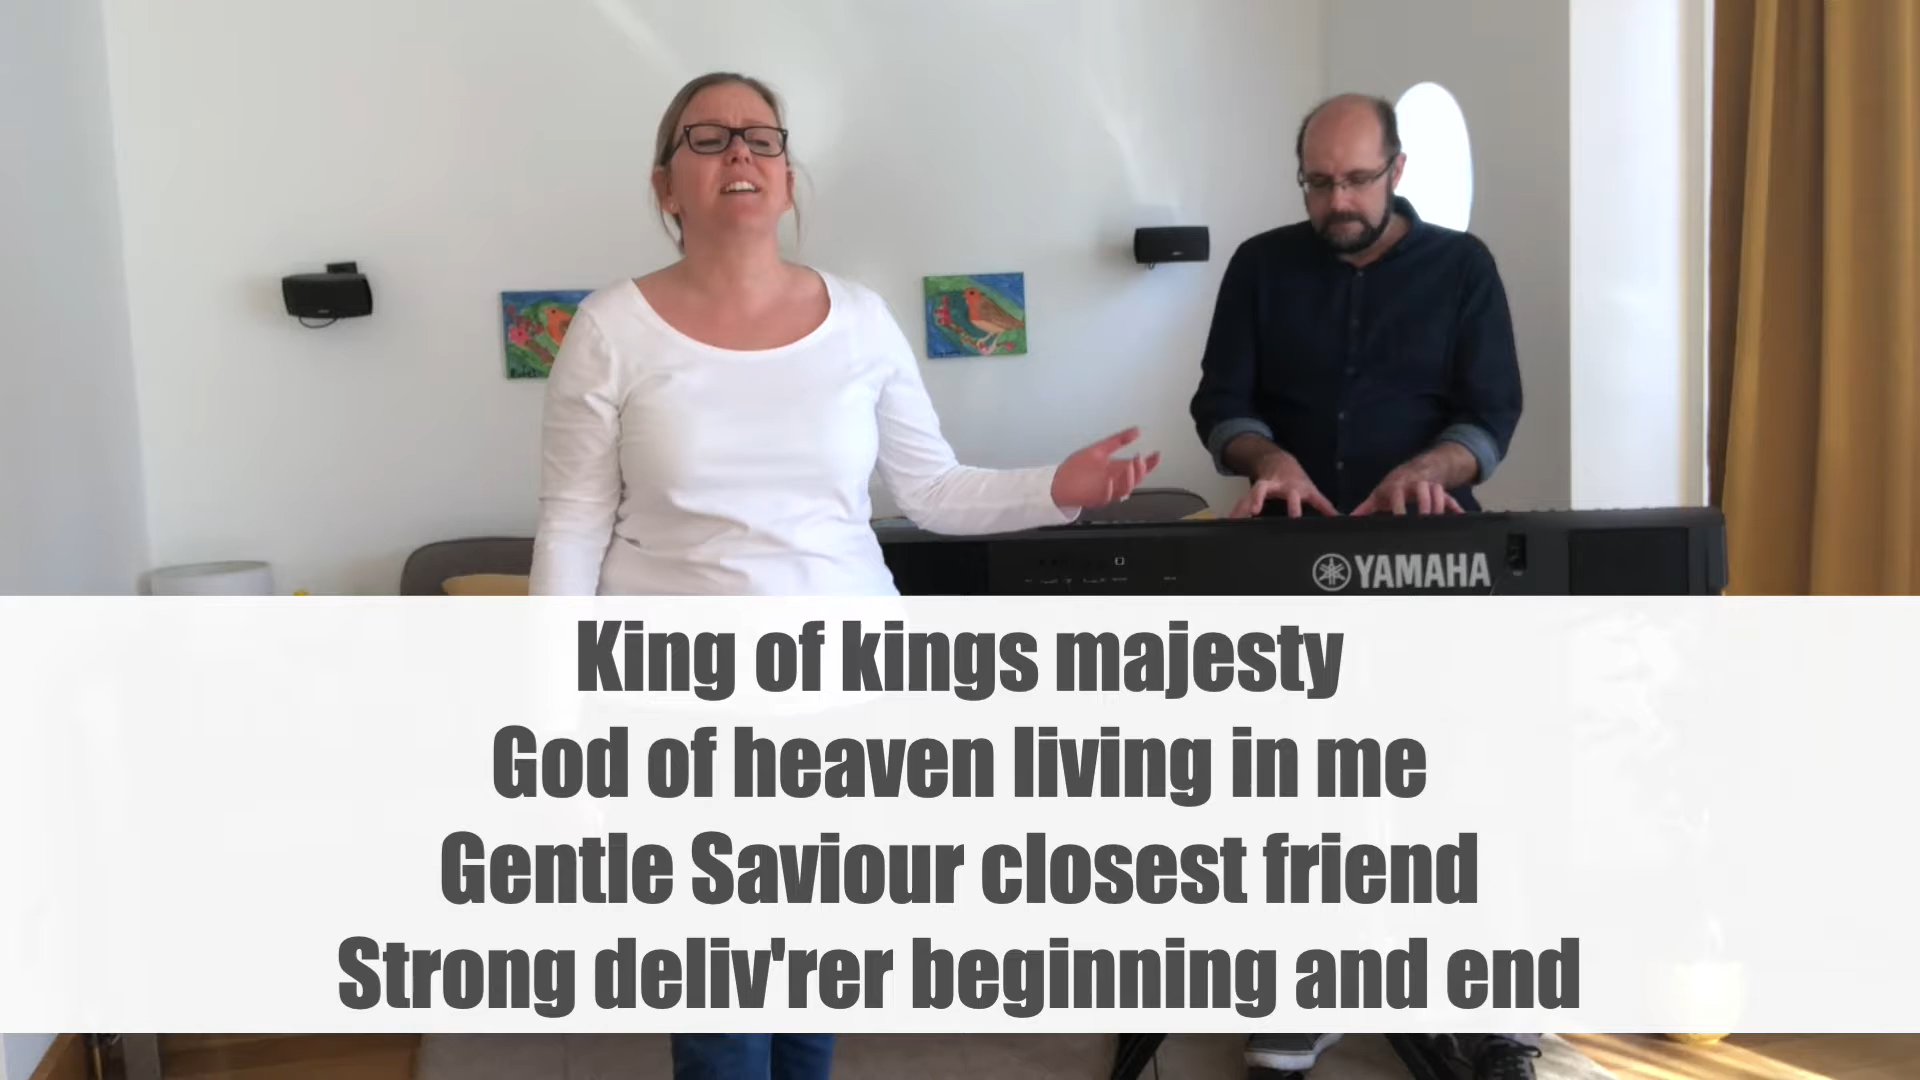 YAMAHA
King of kings majesty
God of heaven living in me
Gentle Saviour closest friend
Strong deliv'rer beginning and end